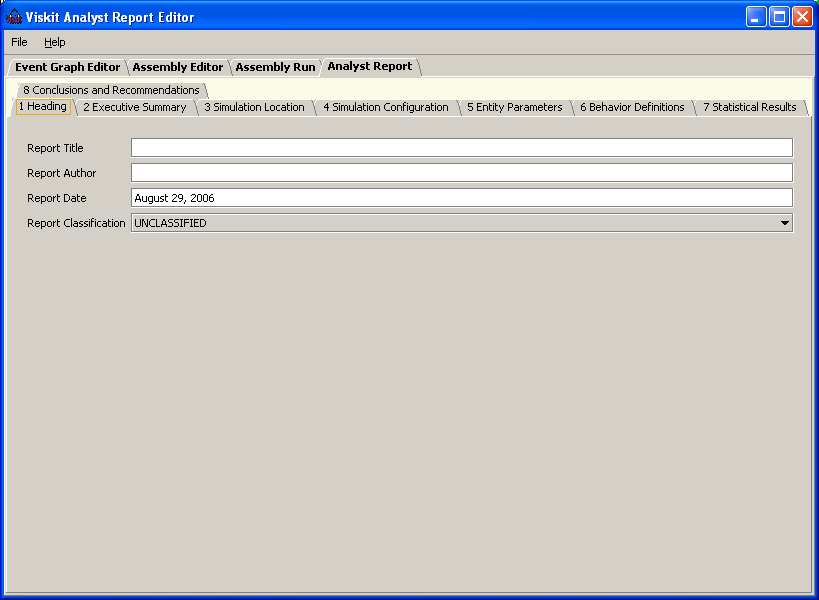 Viskit Analyst Report Editor
File Help
Event Graph Editor Assembly Editor Assembly Run Analyst Report
8 Conclusions and Recommendations
1 Heading 2 Executive Summary 3 Simulation Location 4 Simulation Configuration 5 Entity Parameters 6 Behavior Definitions 7 Statistical Results
Report Title
Report Author
Report Date August 29, 2006
Report Classification UNCLASSIFIED